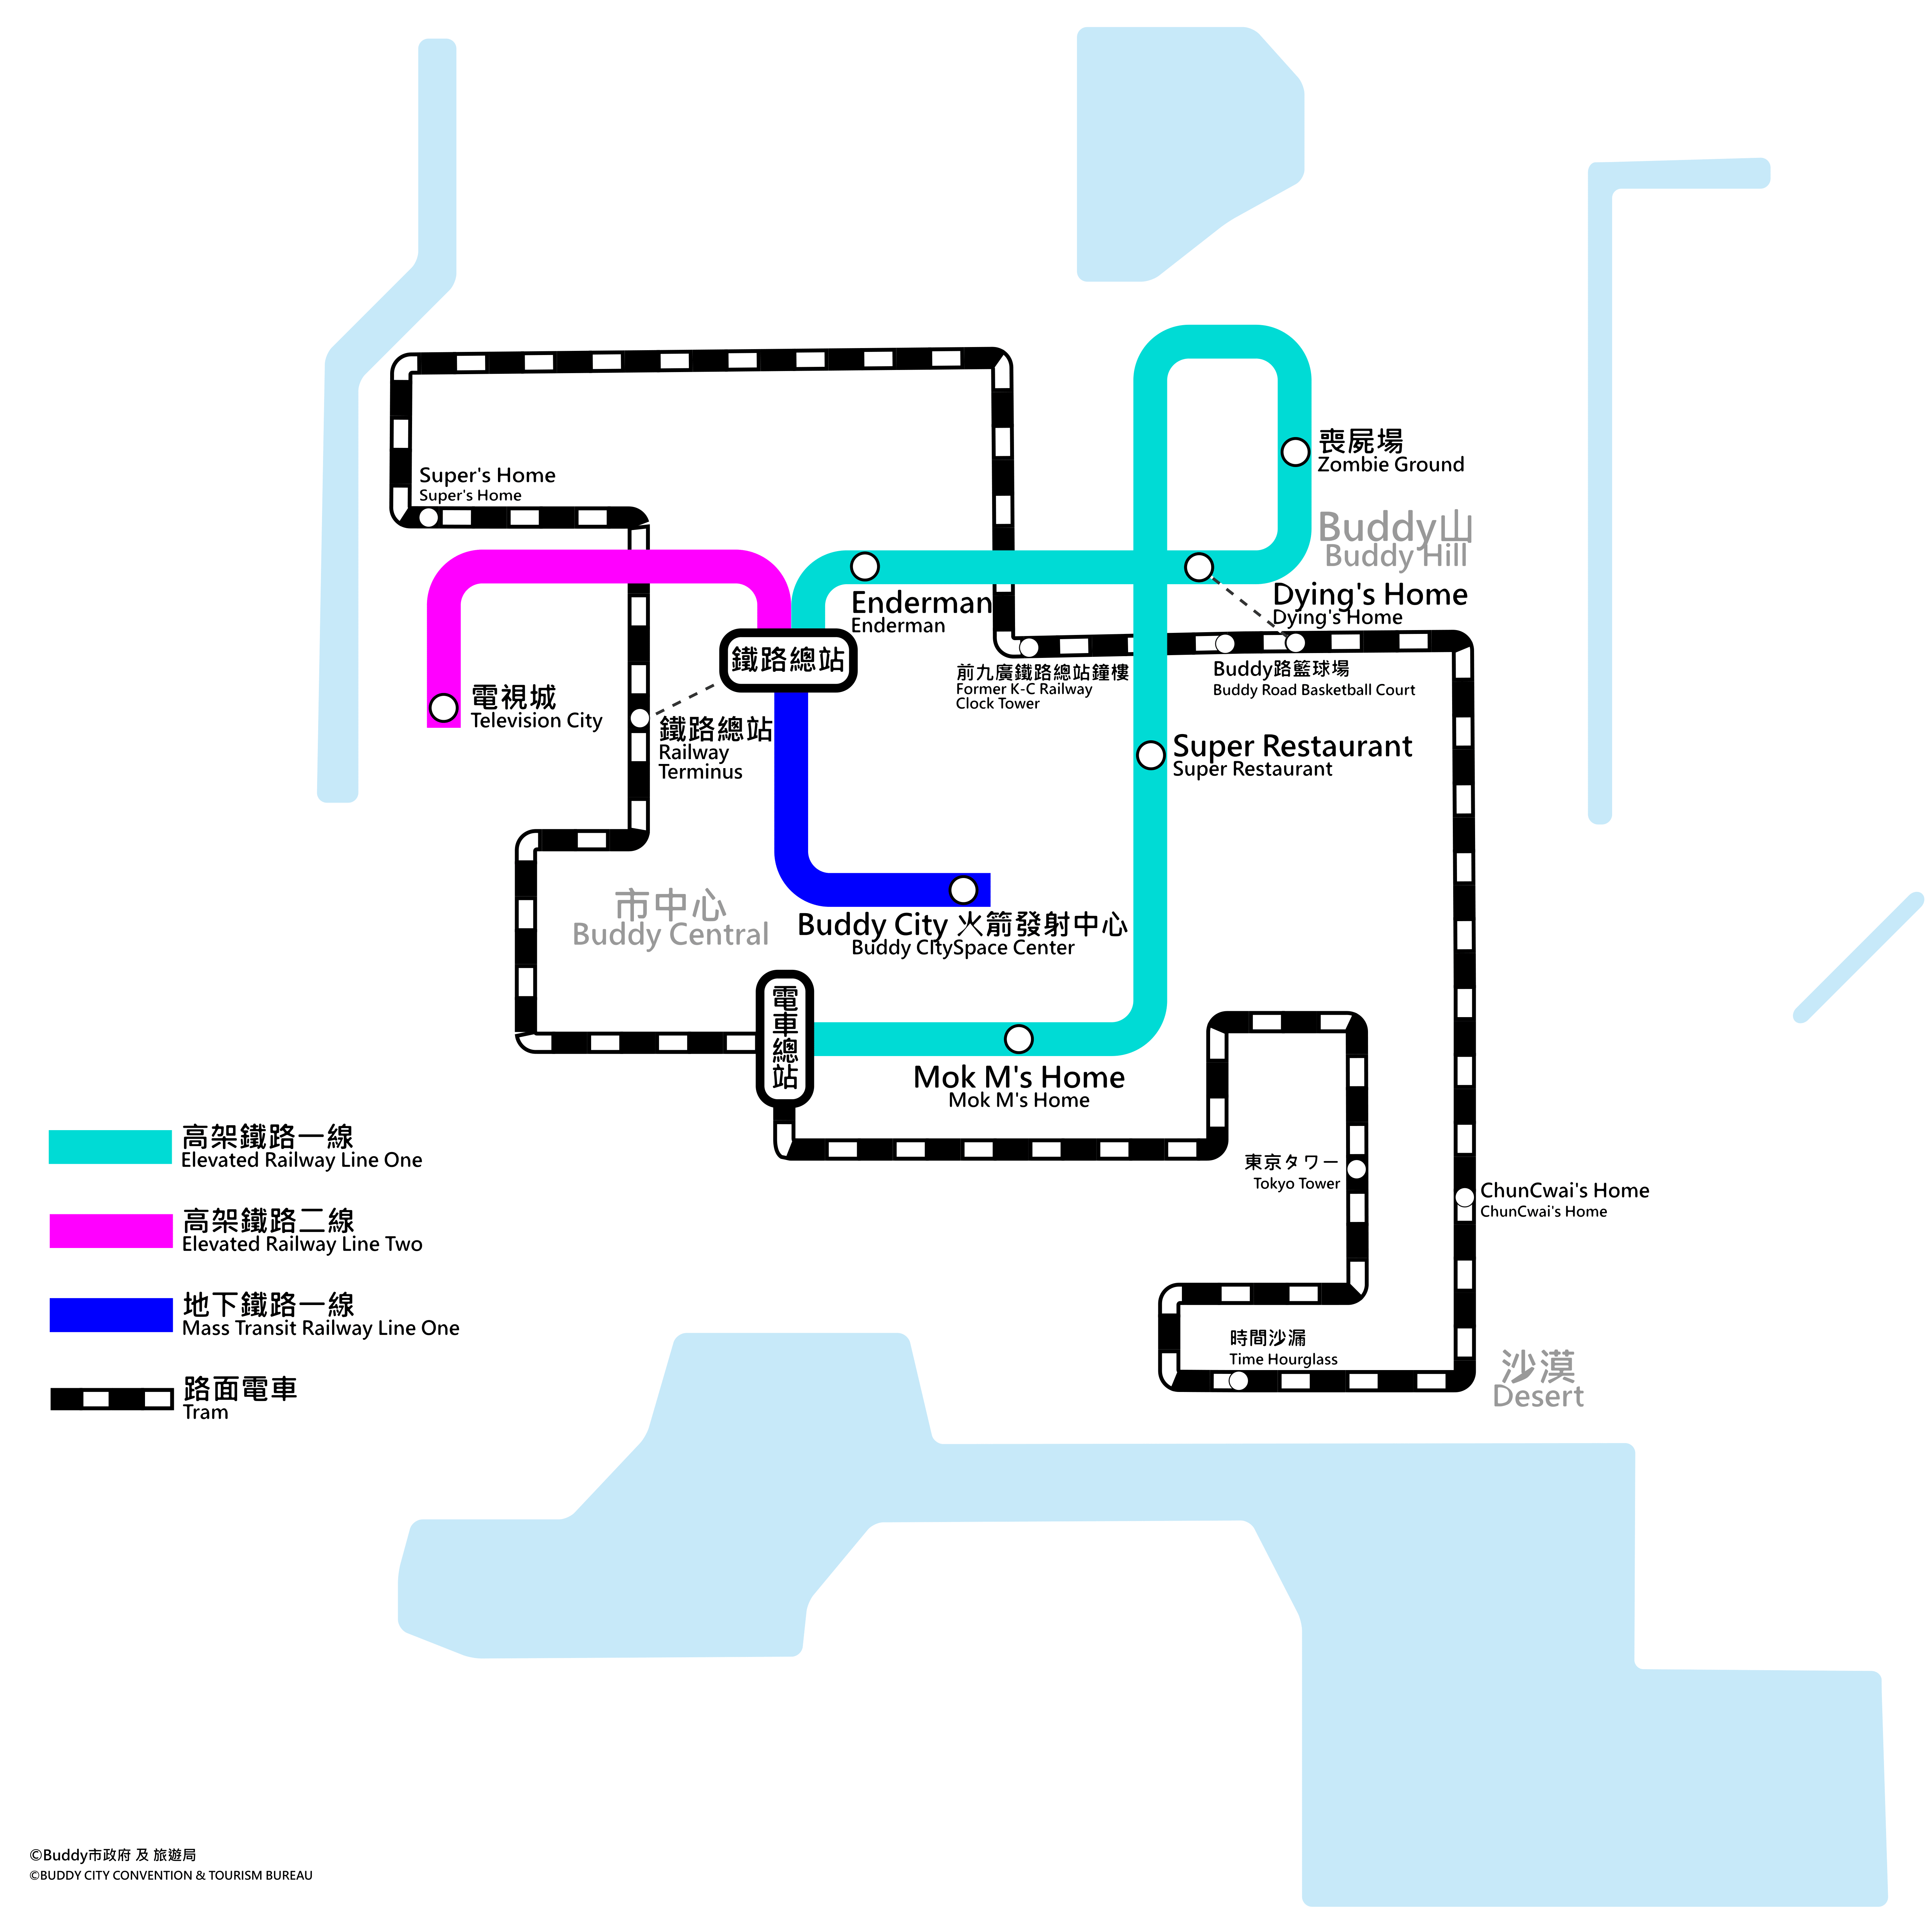 喪屍場
Zombie Ground
Super's Home
Super's Home
Buddy山
Buddy Hill
Enderman
Enderman
Dying's Home
Dying's Home
鐵路總站
前九廣鐵路總站鐘樓
Former K-C Railway
Clock Tower
Buddy路籃球場
Buddy Road Basketball Court
電視城
Television City
鐵路總站
Railway
Terminus
Super Restaurant
Super Restaurant
市中心
Buddy Central
Buddy City 火箭發射中心
Buddy CItySpace Center
電車總站
Mok M's Home
Mok M's Home
高架鐵路一線
Elevated Railway Line One
東京タワー
Tokyo Tower
ChunCwai's Home
ChunCwai's Home
高架鐵路二線
Elevated Railway Line Two
地下鐵路一線
Mass Transit Railway Line One
時間沙漏
Time Hourglass
沙漠
Desert
路面電車
Tram
©Buddy市政府 及 旅遊局
©BUDDY CITY CONVENTION & TOURISM BUREAU